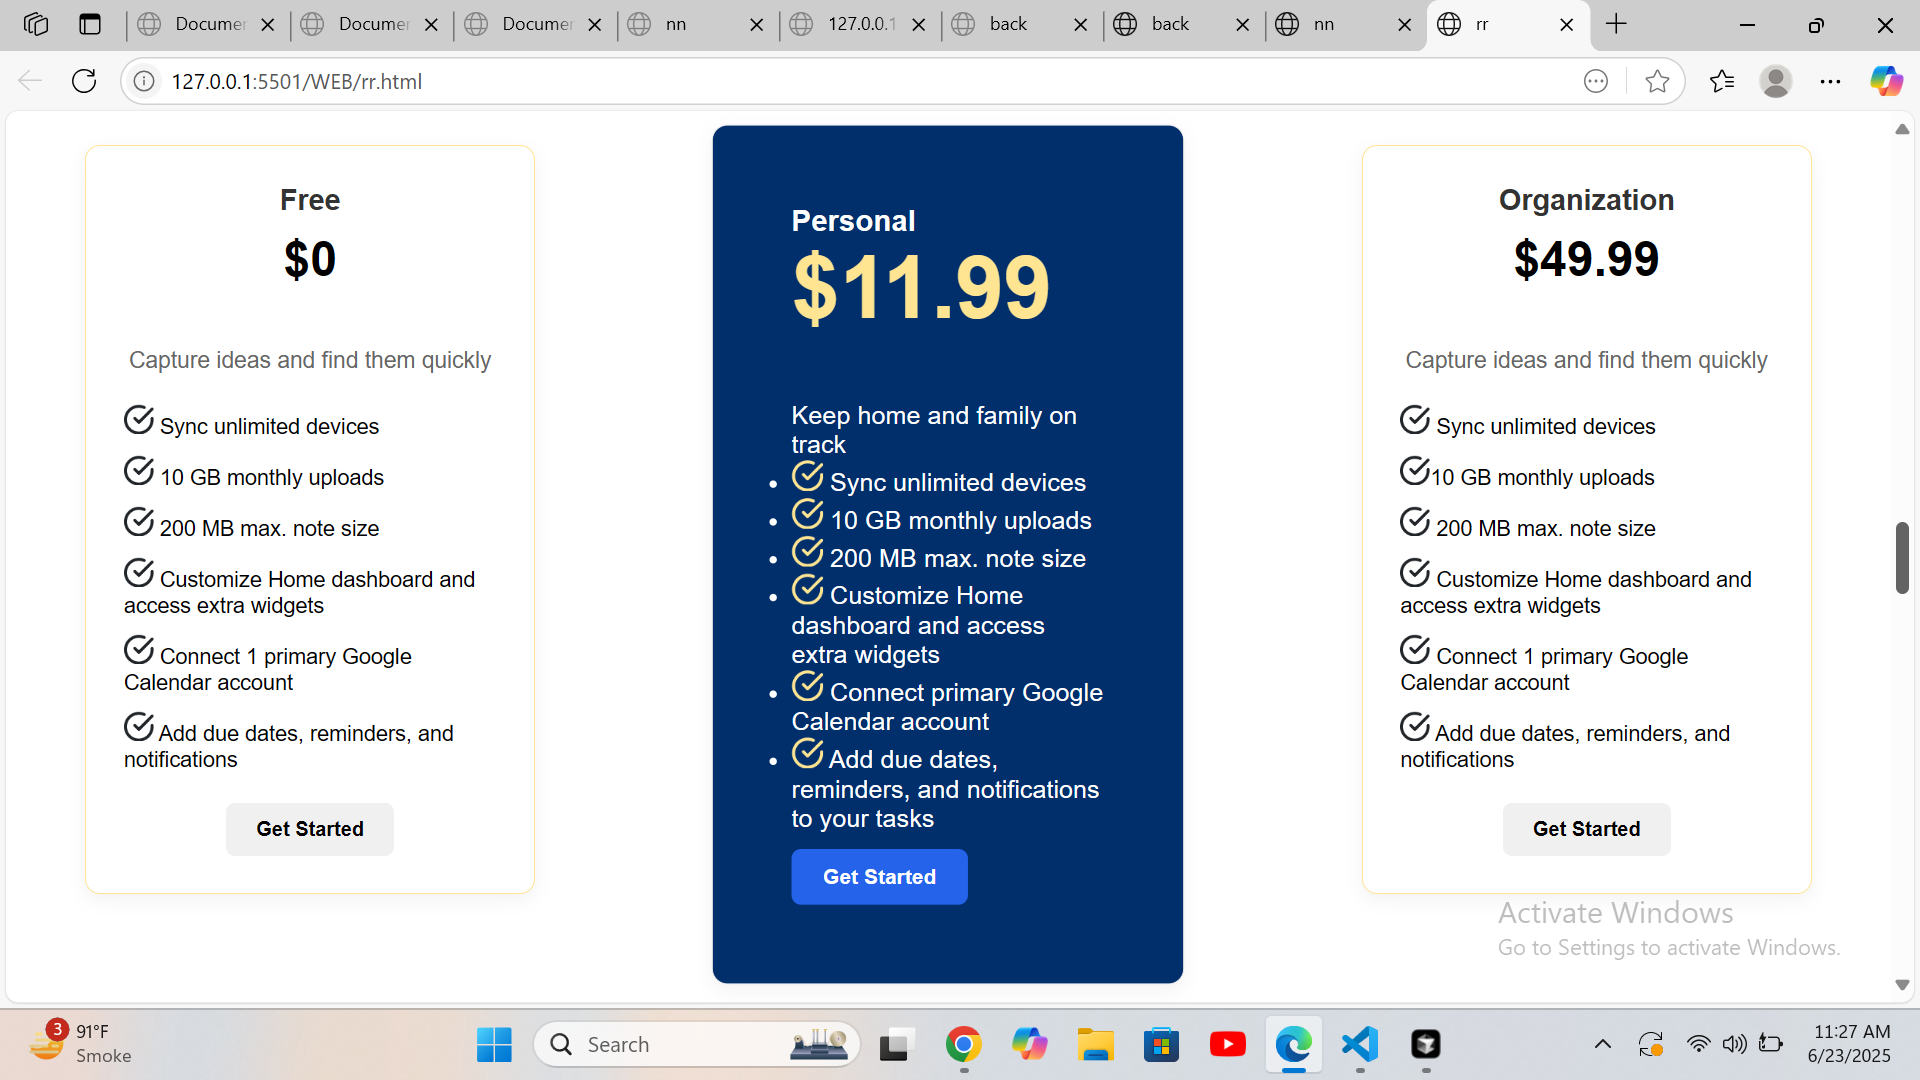 Documen
Documen
Documen
nn
127.0.0.1
back
back
nn
rr
127.0.0.1:5501/WEB/rr.html
Free
$0
Capture ideas and find them quickly
Sync unlimited devices
10 GB monthly uploads
200 MB max. note size
Customize Home dashboard and
access extra widgets
Connect 1 primary Google
Calendar account
Add due dates, reminders, and
notifications
Get Started
Personal
$11.99
Keep home and family on
track
Sync unlimited devices
10 GB monthly uploads
200 MB max. note size
Customize Home
dashboard and access
extra widgets
Connect primary Google
Calendar account
Add due dates,
reminders, and notifications
to your tasks
Get Started
Organization
$49.99
Capture ideas and find them quickly
Sync unlimited devices
10 GB monthly uploads
200 MB max. note size
Customize Home dashboard and
access extra widgets
Connect 1 primary Google
Calendar account
Add due dates, reminders, and
notifications
Get Started
Activate Windows
Go to Settings to activate Windows.
3
91°F
Smoke
Search
11:27 AM
6/23/2025